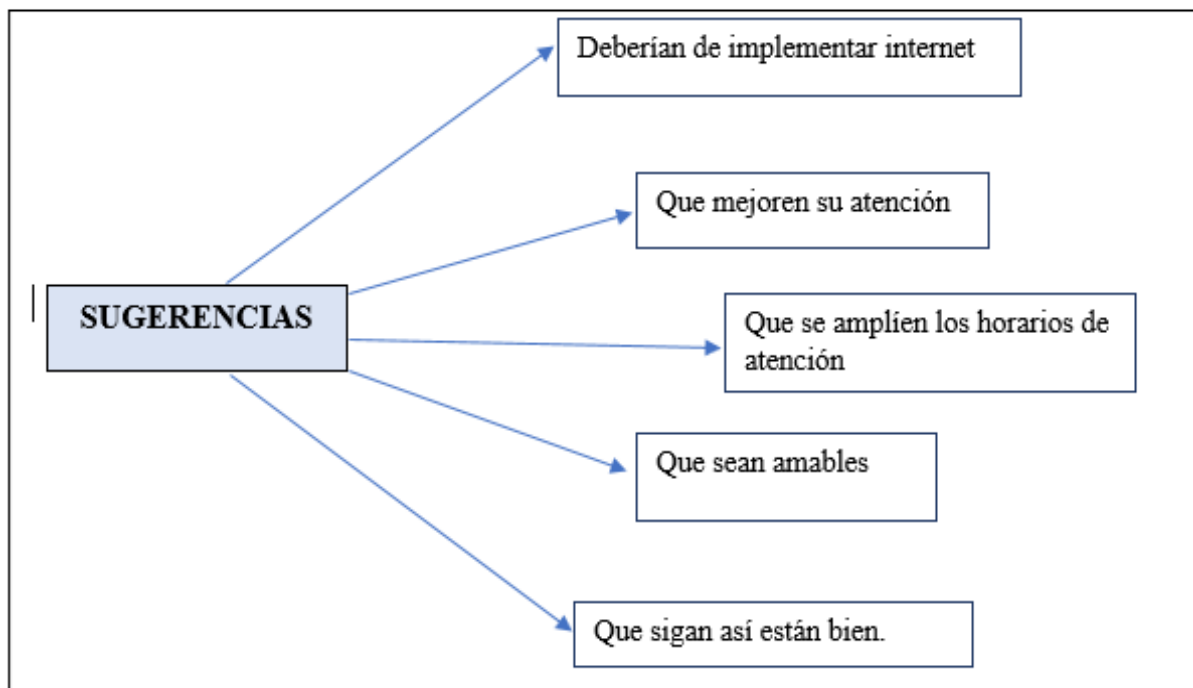 Deberían de implementar internet
Que mejoren su atención
SUGERENCIAS
Que se amplíen los horarios de
atención
Que sean amables
Que sigan así están bien.